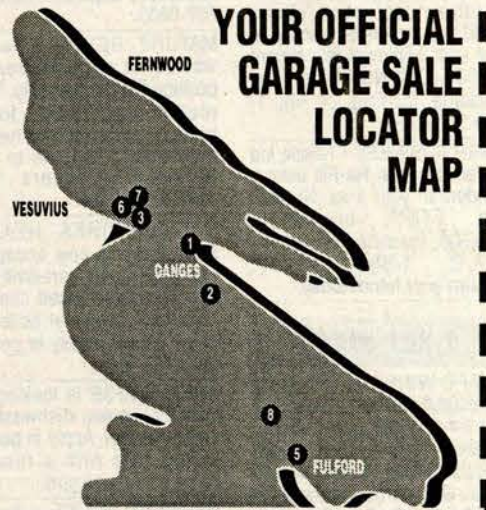 YOUR OFFICIAL
GARAGE SALE
LOCATOR
MAP
FERNWOOD
VESUVIUS
7
6
3
1
GANGES
2
8
5
FULFORD